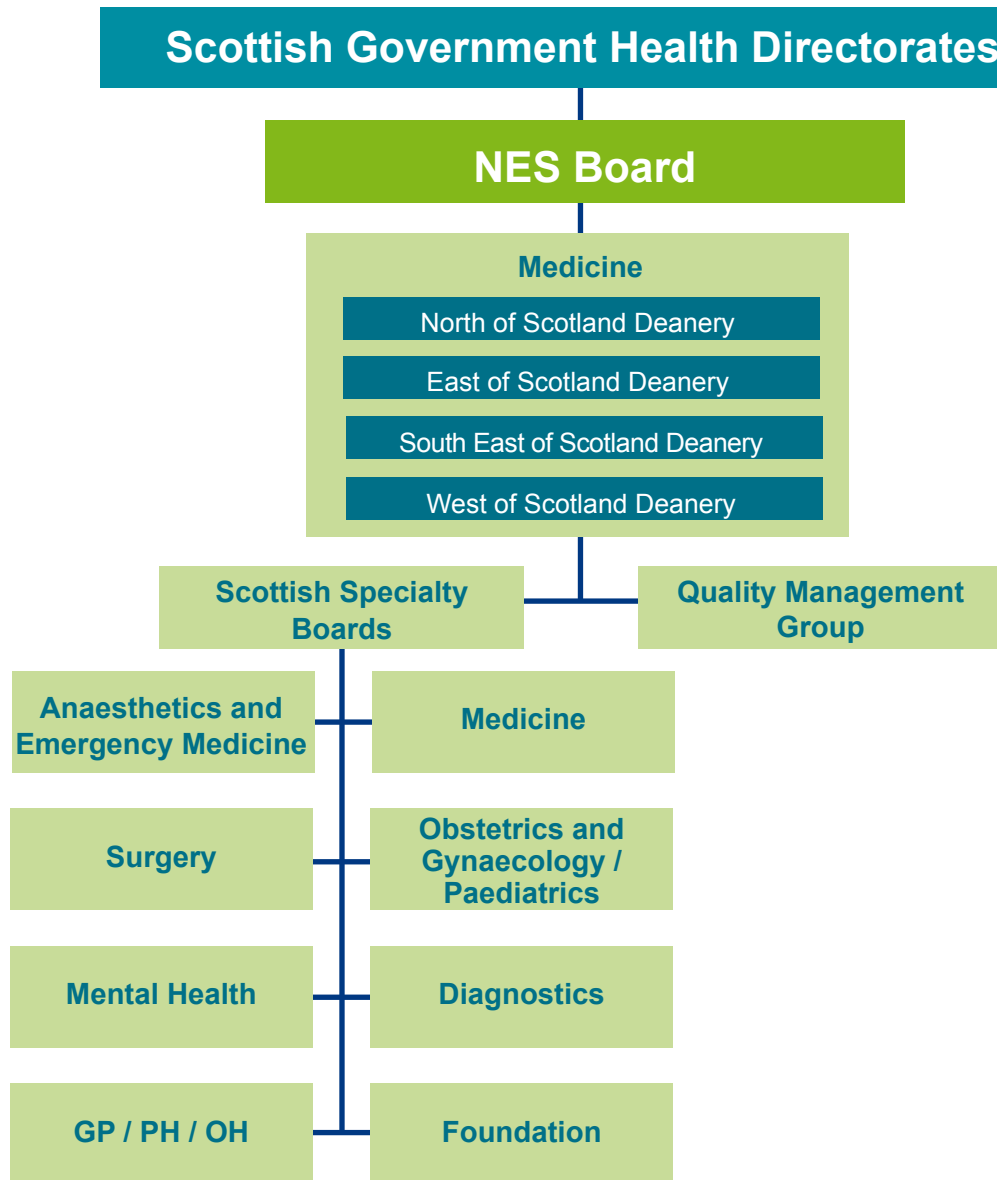 Scottish Government Health Directorates
NES Board
Medicine
North of Scotland Deanery
East of Scotland Deanery
South East of Scotland Deanery
West of Scotland Deanery
Scottish Specialty
Boards
Quality Management
Group
Anaesthetics and
Emergency Medicine
Medicine
Surgery
Obstetrics and
Gynaecology /
Paediatrics
Mental Health
Diagnostics
GP / PH / OH
Foundation